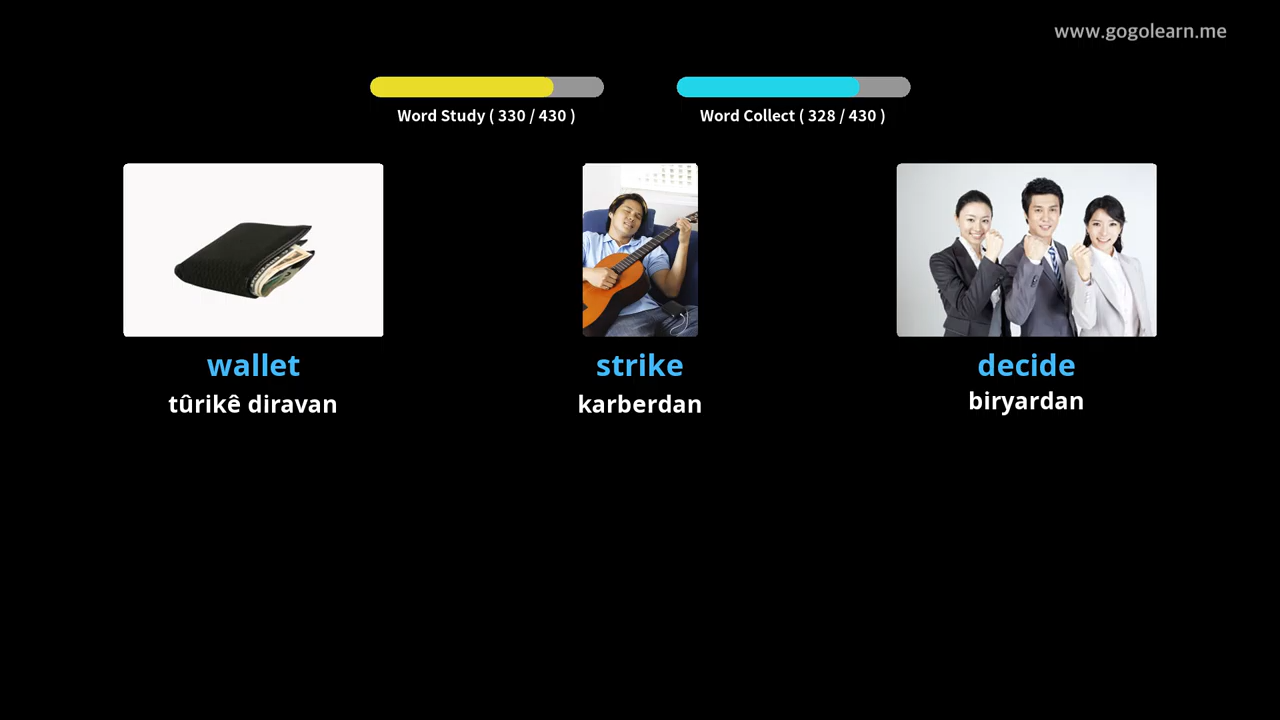 www.gogolearn.me
Word Study ( 330 / 430 )
Word Collect ( 328 / 430 )
wallet
strike
decide
tûrikê diravan
karberdan
biryardan